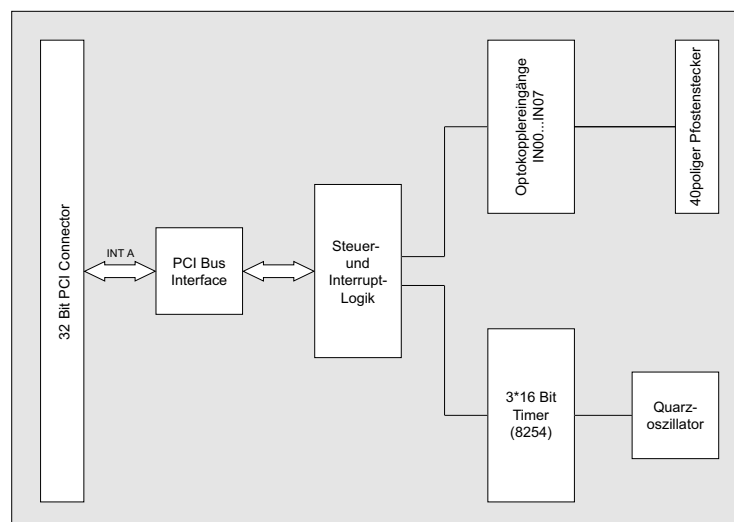 32 Bit PCI Connector
INT A
PCI Bus
Interface
Steuer-
und
Interrupt-
Logik
Optokopplereingänge
IN00...IN07
40poliger Pfostenstecker
3*16 Bit
Timer
(8254)
Quarz-
oszillator